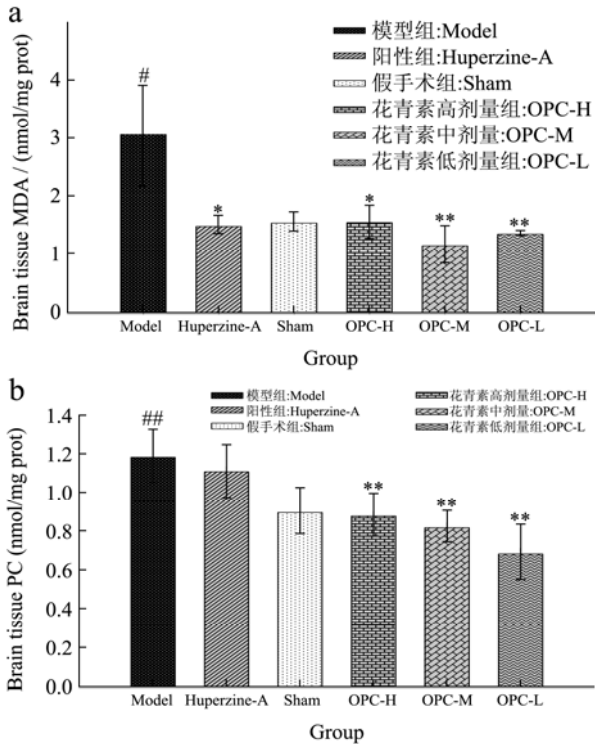 a
模型组:Model
阳性组:Huperzine-A
假手术组:Sham
花青素高剂量组:OPC-H
花青素中剂量:OPC-M
花青素低剂量组:OPC-L
Brain tissue MDA / (nmol/mg prot)
4
3
2
1
0
#
*
*
**
**
Model Huperzine-A Sham OPC-H OPC-M OPC-L
Group
b
模型组:Model 花青素高剂量组:OPC-H
阳性组:Huperzine-A 花青素中剂量:OPC-M
假手术组:Sham 花青素低剂量组:OPC-L
Brain tissue PC (nmol/mg prot)
1.4
1.2
1.0
0.8
0.6
0.4
0.2
0.0
##
**
**
**
Model Huperzine-A Sham OPC-H OPC-M OPC-L
Group